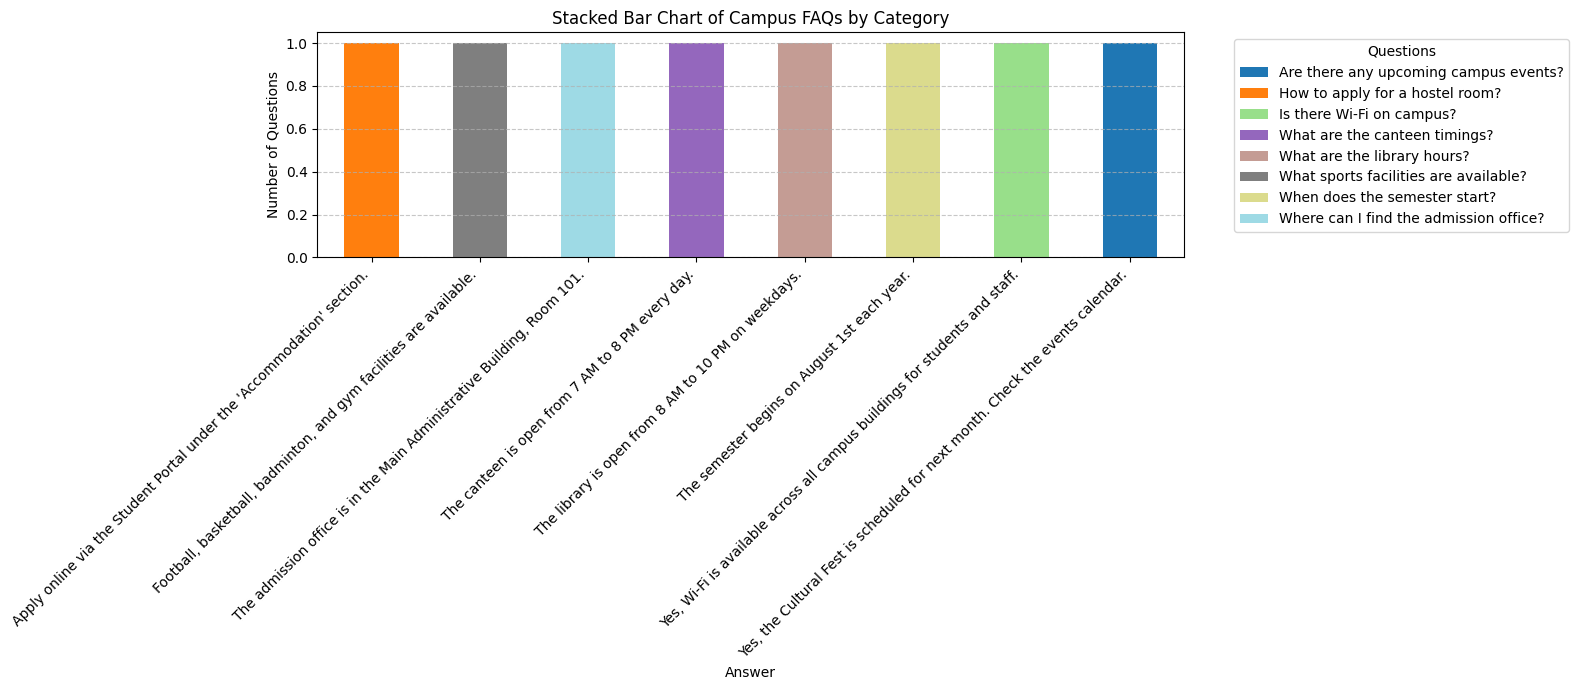 Stacked Bar Chart of Campus FAQs by Category
Number of Questions
1.0
0.8
0.6
0.4
0.2
0.0
Apply online via the Student Portal under the 'Accommodation' section.
Football, basketball, badminton, and gym facilities are available.
The admission office is in the Main Administrative Building, Room 101.
The canteen is open from 7 AM to 8 PM every day.
The library is open from 8 AM to 10 PM on weekdays.
The semester begins on August 1st each year.
Yes, Wi-Fi is available across all campus buildings for students and staff.
Yes, the Cultural Fest is scheduled for next month. Check the events calendar.
Answer
Questions
Are there any upcoming campus events?
How to apply for a hostel room?
Is there Wi-Fi on campus?
What are the canteen timings?
What are the library hours?
What sports facilities are available?
When does the semester start?
Where can I find the admission office?